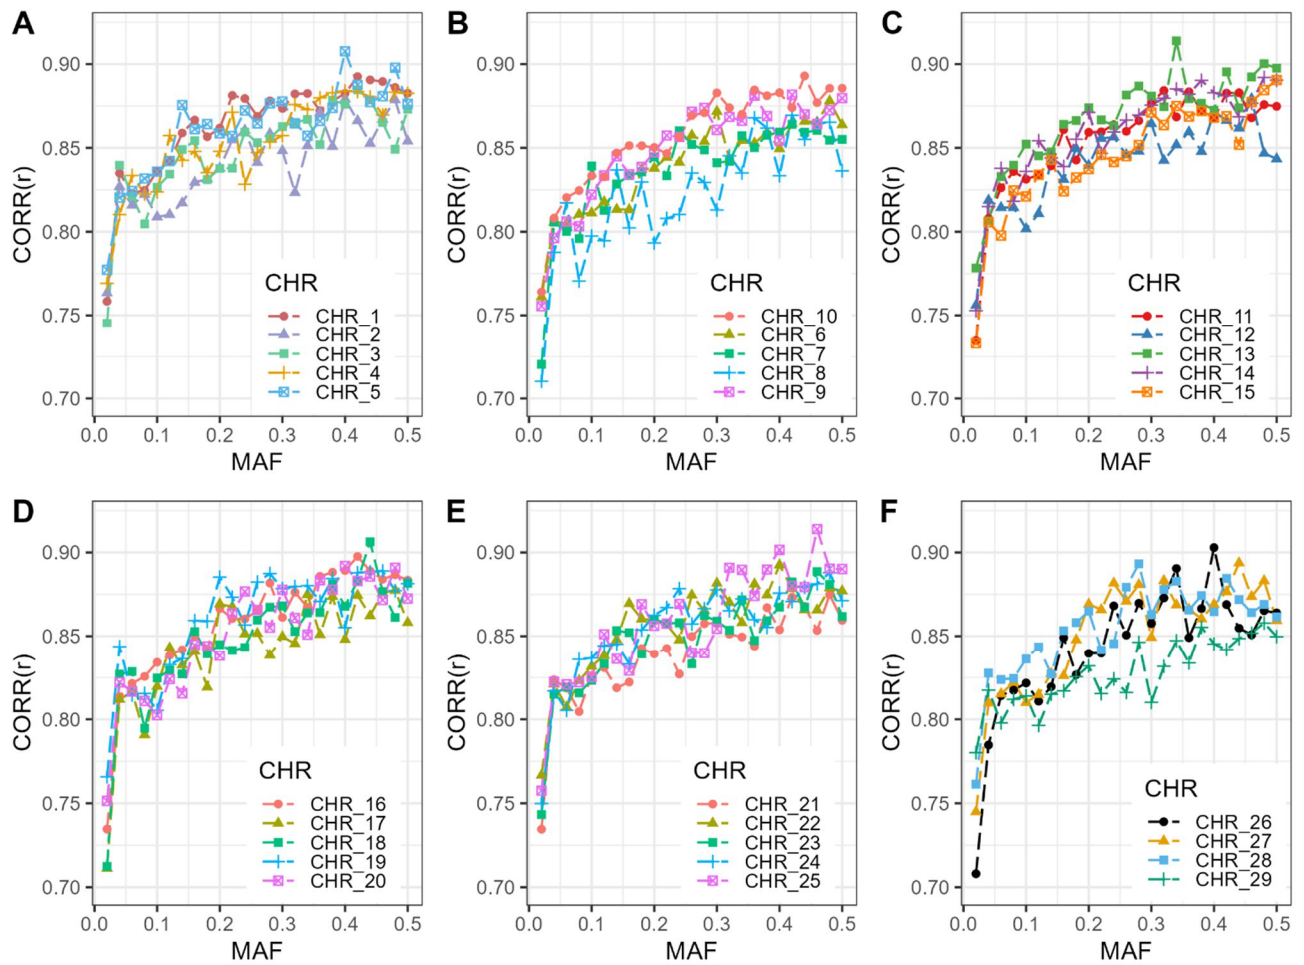 A
CORR(r)
0.90
0.85
0.80
0.75
0.70
CHR
CHR_1
CHR_2
CHR_3
CHR_4
CHR_5
0.0 0.1 0.2 0.3 0.4 0.5
MAF
B
CORR(r)
0.90
0.85
0.80
0.75
0.70
CHR
CHR_10
CHR_6
CHR_7
CHR_8
CHR_9
0.0 0.1 0.2 0.3 0.4 0.5
MAF
C
CORR(r)
0.90
0.85
0.80
0.75
0.70
CHR
CHR_11
CHR_12
CHR_13
CHR_14
CHR_15
0.0 0.1 0.2 0.3 0.4 0.5
MAF
D
CORR(r)
0.90
0.85
0.80
0.75
0.70
CHR
CHR_16
CHR_17
CHR_18
CHR_19
CHR_20
0.0 0.1 0.2 0.3 0.4 0.5
MAF
E
CORR(r)
0.90
0.85
0.80
0.75
0.70
CHR
CHR_21
CHR_22
CHR_23
CHR_24
CHR_25
0.0 0.1 0.2 0.3 0.4 0.5
MAF
F
CORR(r)
0.90
0.85
0.80
0.75
0.70
CHR
CHR_26
CHR_27
CHR_28
CHR_29
0.0 0.1 0.2 0.3 0.4 0.5
MAF